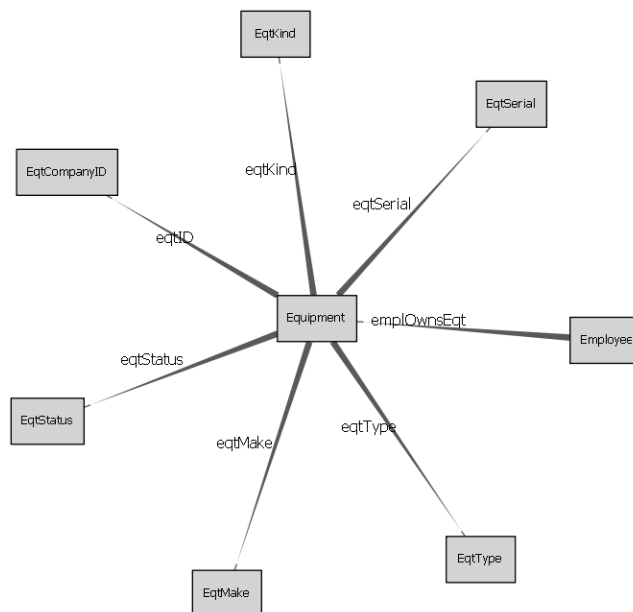 EqtKind
EqtSerial
EqtCompanyID
eqtKind
eqtSerial
eqtID
Equipment
emplOwnsEqt
Employee
eqtStatus
EqtStatus
eqtMake
eqtType
EqtType
EqtMake